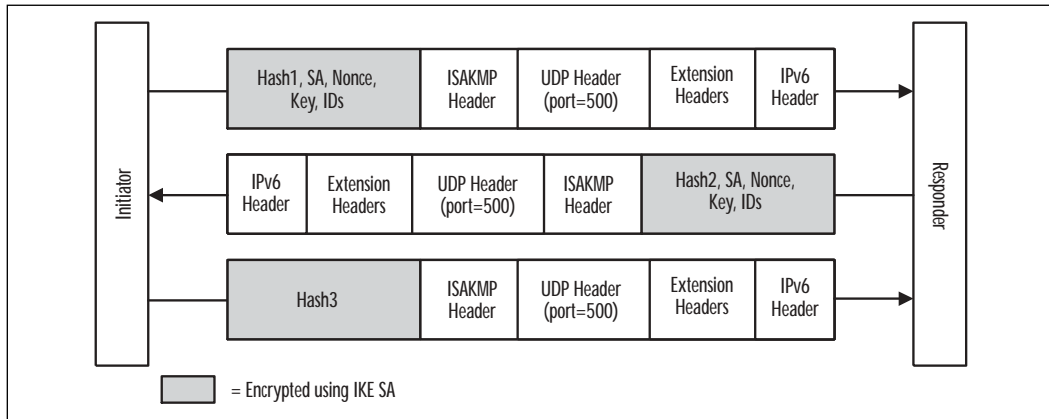 Initiator
Hash1, SA, Nonce,
Key, IDs
ISAKMP
Header
UDP Header
(port=500)
Extension
Headers
IPv6
Header
IPv6
Header
Extension
Headers
UDP Header
(port=500)
ISAKMP
Header
Hash2, SA, Nonce,
Key, IDs
Hash3
ISAKMP
Header
UDP Header
(port=500)
Extension
Headers
IPv6
Header
Responder
= Encrypted using IKE SA